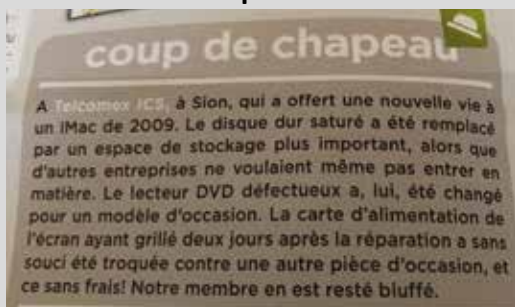 coup de chapeau
A Telcomex ICS, à Sion, qui a offert une nouvelle vie à
un iMac de 2009. Le disque dur saturé a été remplacé
par un espace de stockage plus important, alors que
d'autres entreprises ne voulaient même pas entrer en
matière. Le lecteur DVD défectueux a, lui, été changé
pour un modèle d'occasion. La carte d'alimentation de
l'écran ayant grillé deux jours après la réparation a sans
souci été troquée contre une autre pièce d'occasion, et
ce sans frais! Notre membre en est resté bluffé.